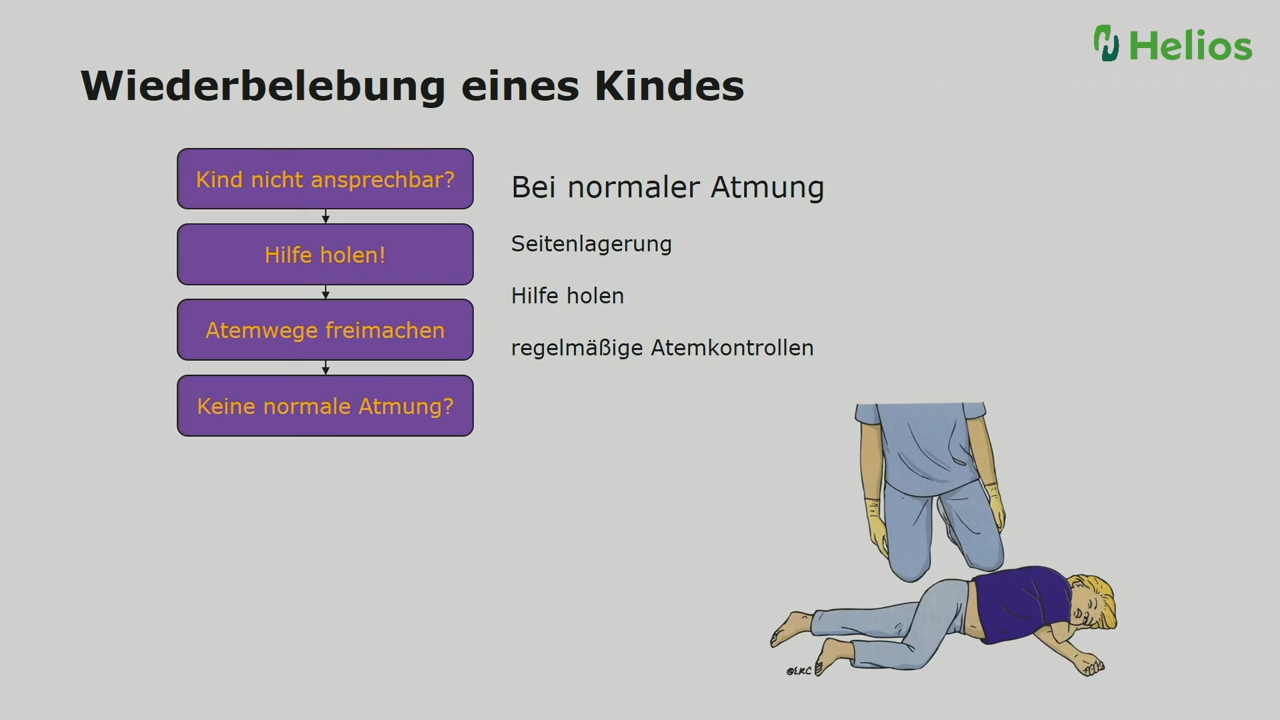 Helios
Wiederbelebung eines Kindes
Kind nicht ansprechbar?
Hilfe holen!
Atemwege freimachen
Keine normale Atmung?
Bei normaler Atmung
Seitenlagerung
Hilfe holen
regelmäßige Atemkontrollen
@ERC